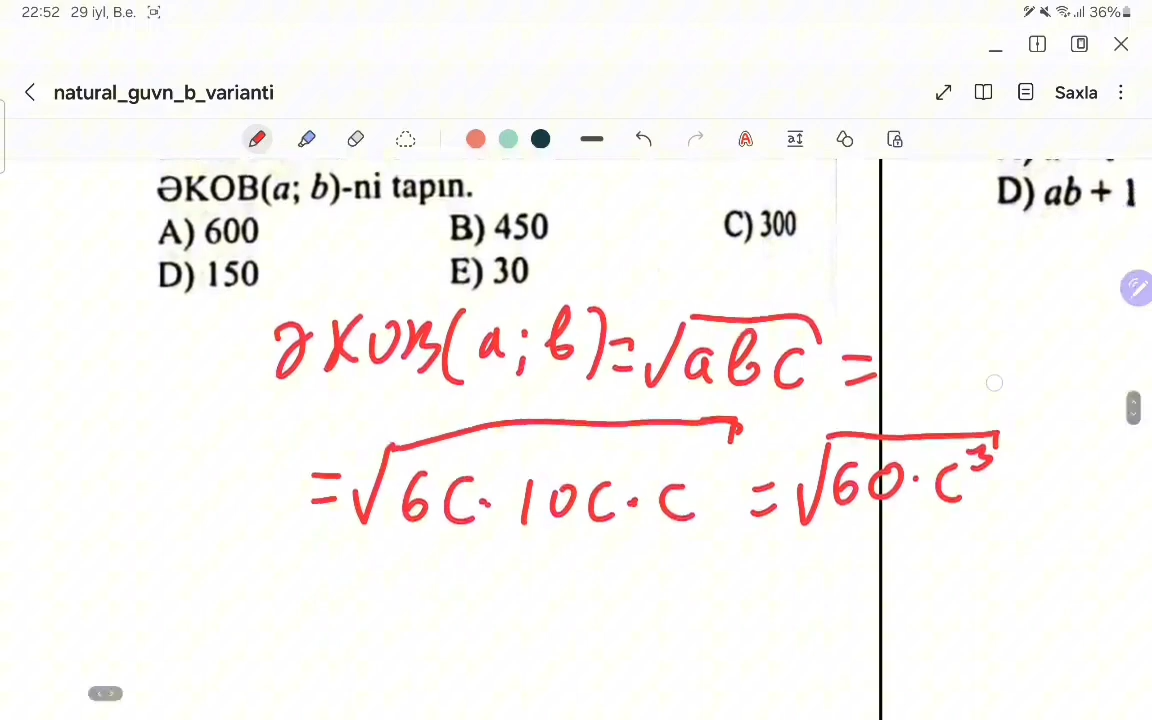 22:52 29 iyl, B.e. 36%
natural_guvn_b_varianti Saxla
ƏKOB(a; b)-ni tapın.
A) 600 B) 450 C) 300
D) 150 E) 30
D) ab + 1
ƏKOB(a; b)=√abc =
=√6c·10c·c =√60·c³